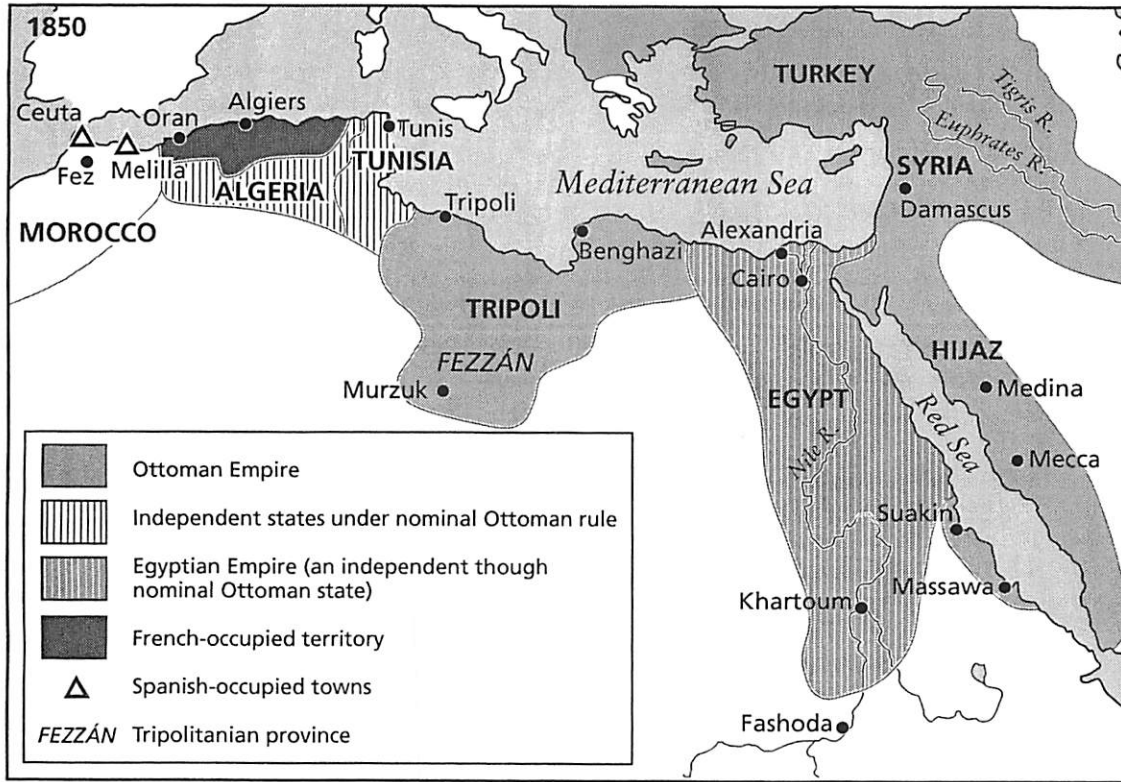 1850
TURKEY
Tigris R.
Euphrates R.
Ceuta
Oran
Algiers
Tunis
Fez
Melilla
TUNISIA
ALGERIA
SYRIA
Mediterranean Sea
Damascus
MOROCCO
Tripoli
Benghazi
Alexandria
Cairo
TRIPOLI
FEZZÁN
Murzuk
HIJAZ
Medina
EGYPT
Nile R.
Red Sea
Mecca
Suakin
Massawa
Khartoum
Fashoda
Ottoman Empire
Independent states under nominal Ottoman rule
Egyptian Empire (an independent though
nominal Ottoman state)
French-occupied territory
Spanish-occupied towns
FEZZÁN Tripolitanian province